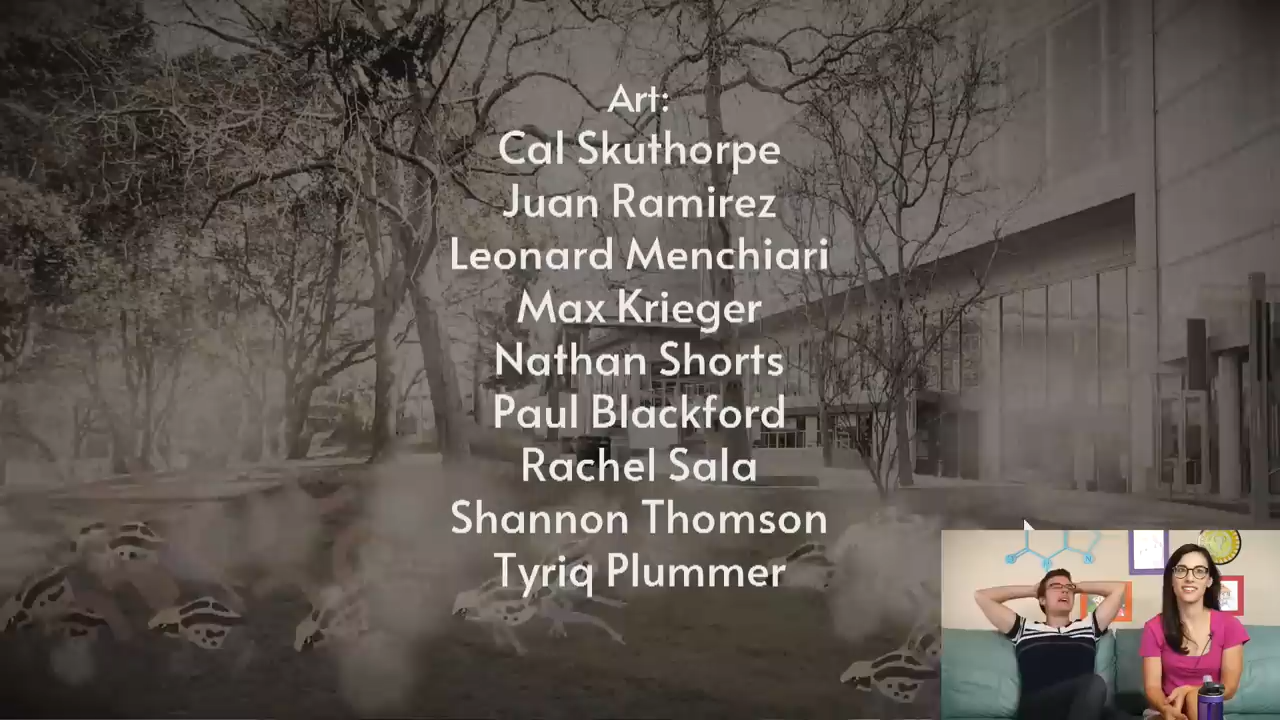 Art:
Cal Skuthorpe
Juan Ramirez
Leonard Menchiari
Max Krieger
Nathan Shorts
Paul Blackford
Rachel Sala
Shannon Thomson
Tyriq Plummer